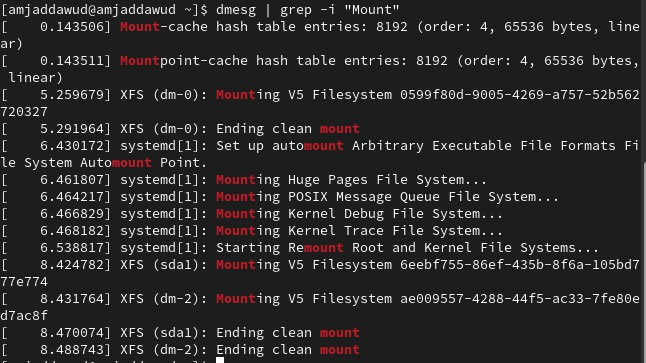 [amjaddawud@amjaddawud ~]$ dmesg | grep -i "Mount"
[    0.143506] Mount-cache hash table entries: 8192 (order: 4, 65536 bytes, line
ar)
[    0.143511] Mountpoint-cache hash table entries: 8192 (order: 4, 65536 bytes,
 linear)
[    5.259679] XFS (dm-0): Mounting V5 Filesystem 0599f80d-9005-4269-a757-52b562
720327
[    5.291964] XFS (dm-0): Ending clean mount
[    6.430172] systemd[1]: Set up automount Arbitrary Executable File Formats Fi
le System Automount Point.
[    6.461807] systemd[1]: Mounting Huge Pages File System...
[    6.464217] systemd[1]: Mounting POSIX Message Queue File System...
[    6.466829] systemd[1]: Mounting Kernel Debug File System...
[    6.468182] systemd[1]: Mounting Kernel Trace File System...
[    6.538817] systemd[1]: Starting Remount Root and Kernel File Systems...
[    8.424782] XFS (sda1): Mounting V5 Filesystem 6eebf755-86ef-435b-8f6a-105bd7
77e774
[    8.431764] XFS (dm-2): Mounting V5 Filesystem ae009557-4288-44f5-ac33-7fe80e
d7ac8f
[    8.470074] XFS (sda1): Ending clean mount
[    8.488743] XFS (dm-2): Ending clean mount